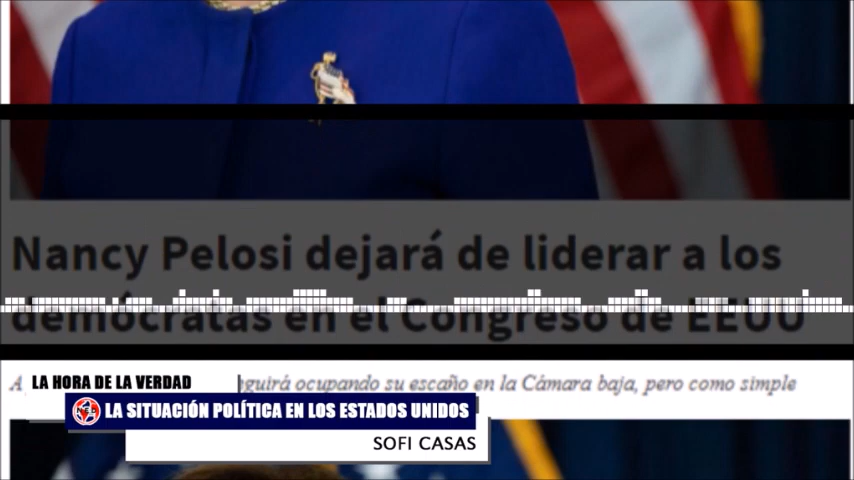 Nancy Pelosi dejará de liderar a los
demócratas en el Congreso de EEUU
A
LA HORA DE LA VERDAD
guirá ocupando su escaño en la Cámara baja, pero como simple
LA SITUACIÓN POLÍTICA EN LOS ESTADOS UNIDOS
SOFI CASAS